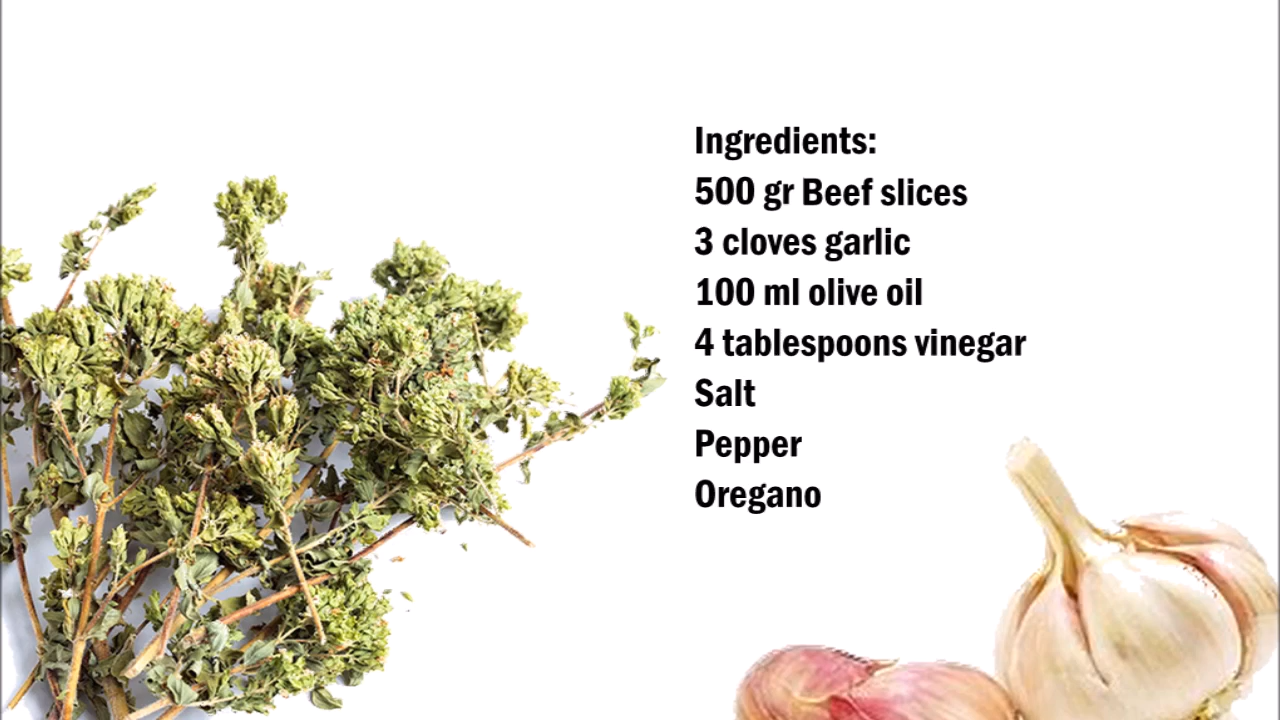 Ingredients:
500 gr Beef slices
3 cloves garlic
100 ml olive oil
4 tablespoons vinegar
Salt
Pepper
Oregano